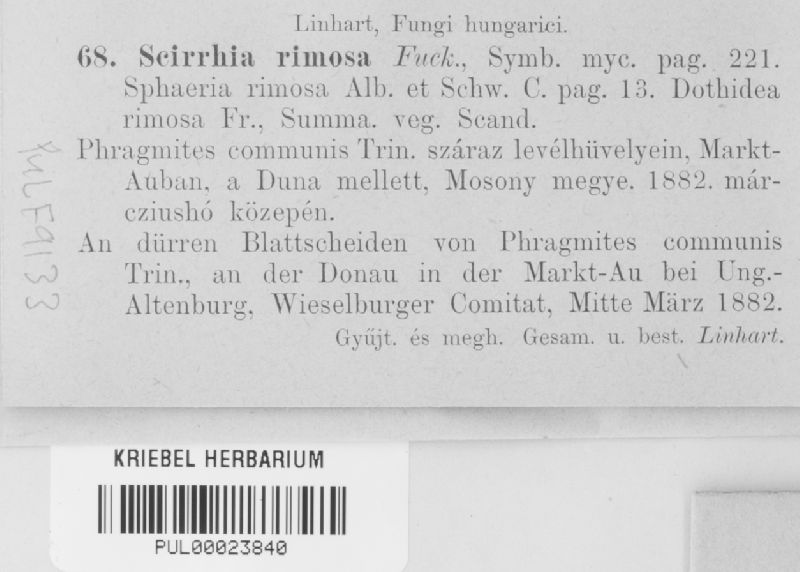 Linhart, Fungi hungarici.
68. Scirrhia rimosa Fuck., Symb. myc. pag. 221.
Sphaeria rimosa Alb. et Schw. C. pag. 13. Dothidea
rimosa Fr., Summa. veg. Scand.
Phragmites communis Trin. száraz levélhüvelyein, Markt-
Auban, a Duna mellett, Mosony megye. 1882. már-
cziushó közepén.
An dürren Blattscheiden von Phragmites communis
Trin., an der Donau in der Markt-Au bei Ung.-
Altenburg, Wieselburger Comitat, Mitte März 1882.
Gyűjt. és megh. Gesam. u. best. Linhart.
PUL F9133
KRIEBEL HERBARIUM
PUL00023840